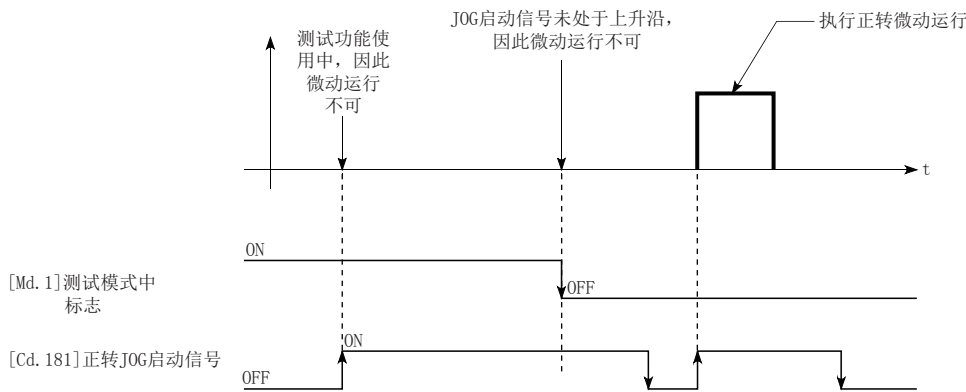 JOG启动信号未处于上升沿，
因此微动运行不可
执行正转微动运行
测试功能使
用中，因此
微动运行
不可
t
ON
[Md.1]测试模式中
标志
OFF
ON
[Cd.181]正转JOG启动信号
OFF